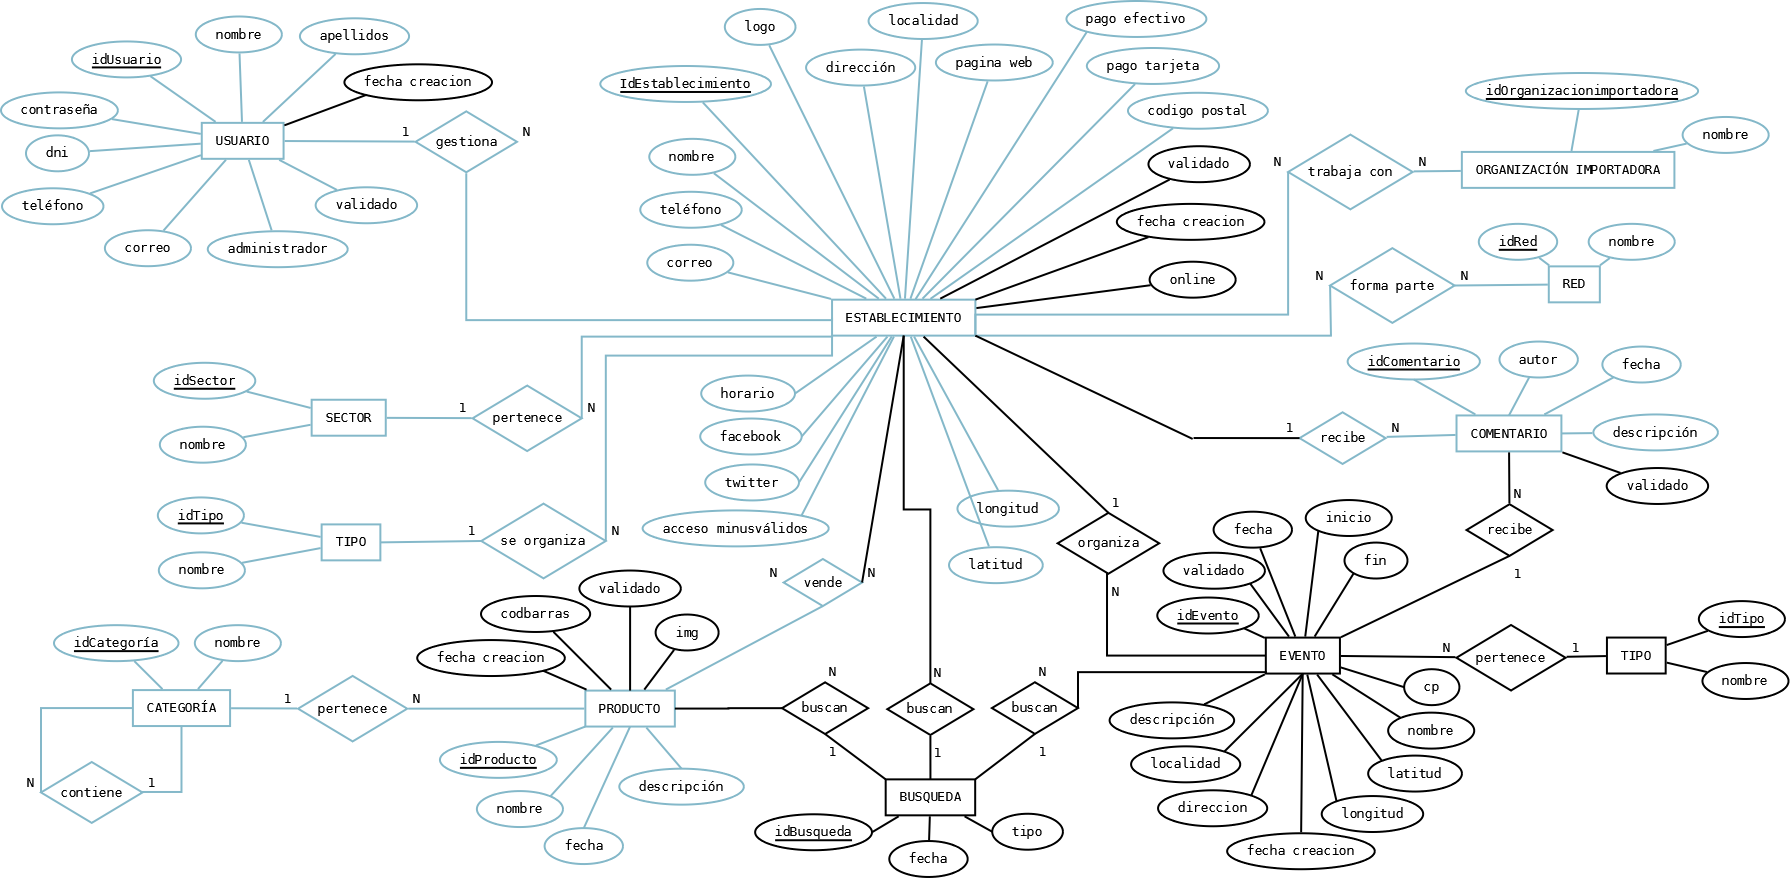 idUsuario
nombre
apellidos
fecha creacion
contraseña
dni
teléfono
correo
administrador
validado
USUARIO
1
gestiona
N
logo
localidad
pago efectivo
IdEstablecimiento
dirección
pagina web
pago tarjeta
codigo postal
nombre
teléfono
correo
validado
fecha creacion
online
ESTABLECIMIENTO
N
trabaja con
N
idOrganizacionimportadora
nombre
ORGANIZACIÓN IMPORTADORA
N
forma parte
N
idRed
nombre
RED
idSector
nombre
SECTOR
1
pertenece
N
idTipo
nombre
TIPO
1
se organiza
N
horario
facebook
twitter
acceso minusválidos
longitud
latitud
1
recibe
N
idComentario
autor
fecha
COMENTARIO
descripción
validado
N
recibe
1
1
organiza
N
N
vende
N
fecha
inicio
validado
fin
idEvento
EVENTO
N
pertenece
1
TIPO
idTipo
nombre
cp
nombre
latitud
longitud
fecha creacion
direccion
localidad
descripción
idCategoría
nombre
CATEGORÍA
N
contiene
1
1
pertenece
N
codbarras
validado
img
fecha creacion
PRODUCTO
idProducto
nombre
fecha
descripción
N
buscan
1
N
buscan
1
N
buscan
1
BUSQUEDA
idBusqueda
fecha
tipo